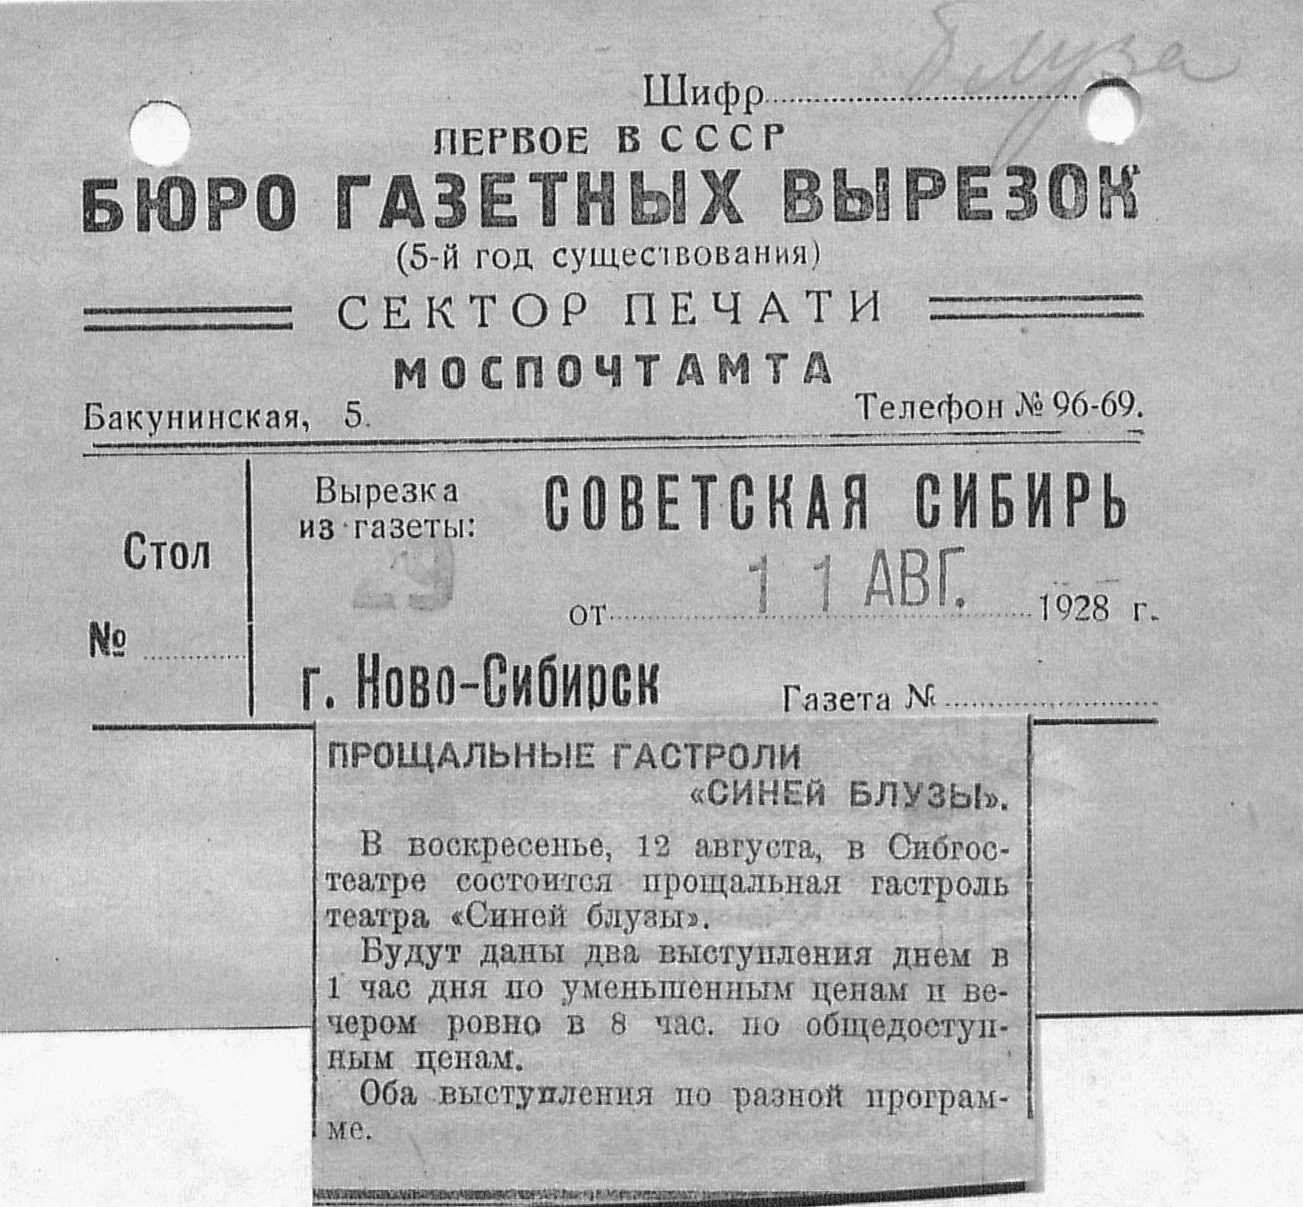 Блуза
Шифр
ПЕРВОЕ В СССР
БЮРО ГАЗЕТНЫХ ВЫРЕЗОК
(5-й год существования)
СЕКТОР ПЕЧАТИ
МОСПОЧТАМТА
Бакунинская, 5.
Телефон № 96-69.
Стол
№
Вырезка
из газеты:
СОВЕТСКАЯ СИБИРЬ
от 11 АВГ. 1928 г.
г. Ново-Сибирск
Газета №
ПРОЩАЛЬНЫЕ ГАСТРОЛИ
«СИНЕЙ БЛУЗЫ».
В воскресенье, 12 августа, в Сибгос-
театре состоится прощальная гастроль
театра «Синей блузы».
Будут даны два выступления днем в
1 час дня по уменьшенным ценам и ве-
чером ровно в 8 час. по общедоступ-
ным ценам.
Оба выступления по разной програм-
ме.